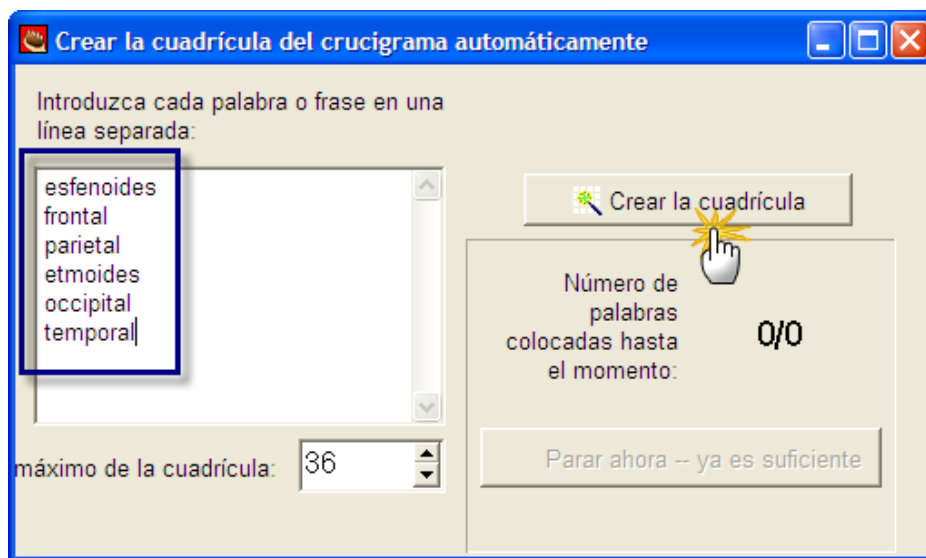 Crear la cuadrícula del crucigrama automáticamente
Introduzca cada palabra o frase en una
línea separada:
esfenoides
frontal
parietal
etmoides
occipital
temporal
Crear la cuadrícula
Número de
palabras
colocadas hasta
el momento:
0/0
máximo de la cuadrícula:
36
Parar ahora -- ya es suficiente